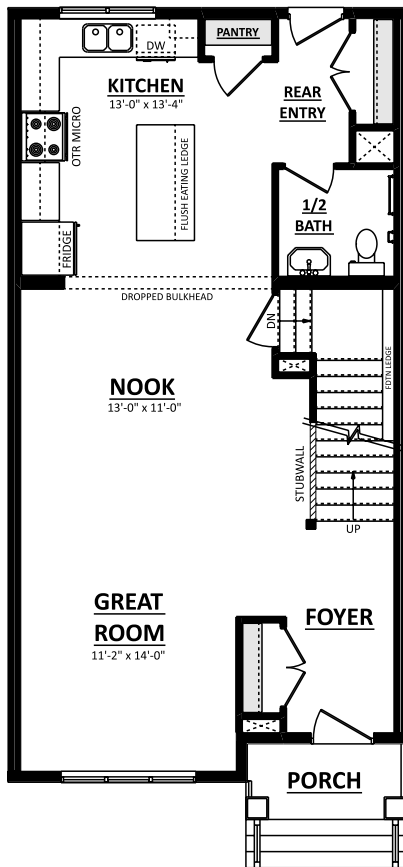 PANTRY
DW
KITCHEN
13'-0" x 13'-4"
REAR
ENTRY
OTR MICRO
FLUSH EATING LEDGE
1/2
BATH
FRIDGE
DROPPED BULKHEAD
DN
FDTN LEDGE
NOOK
13'-0" x 11'-0"
STUBWALL
UP
GREAT
ROOM
11'-2" x 14'-0"
FOYER
PORCH